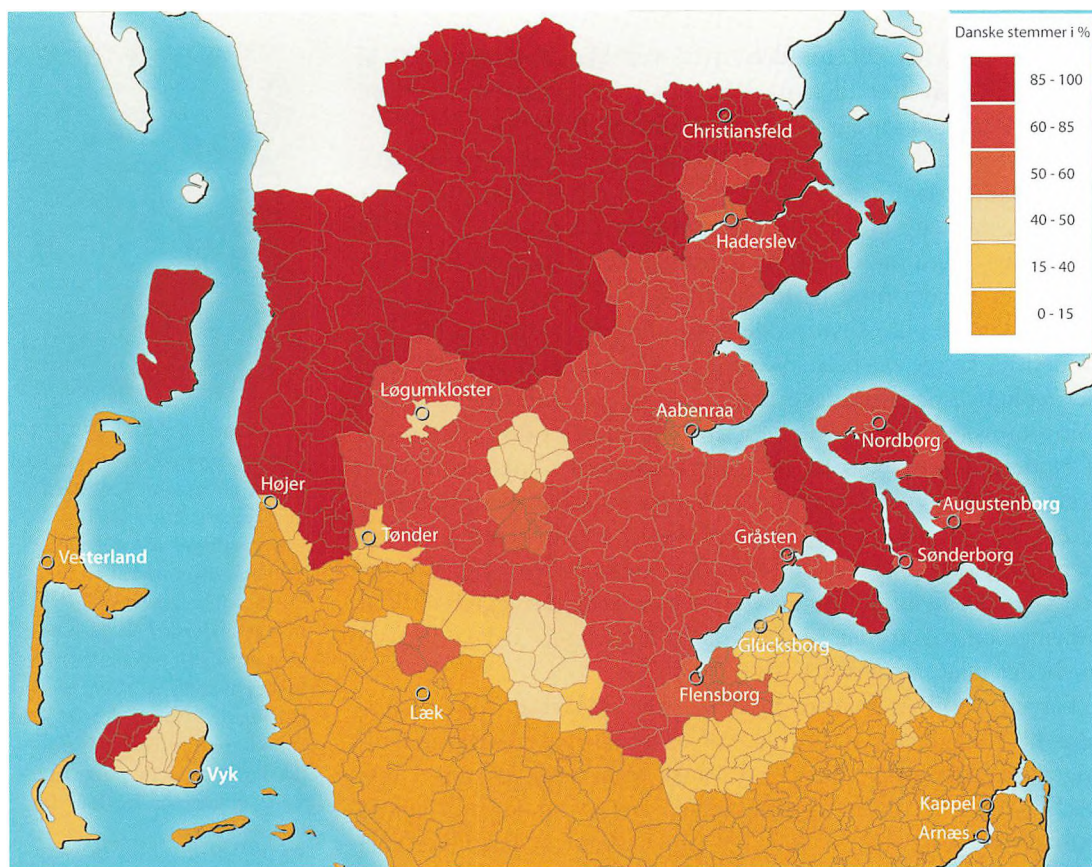 Danske stemmer i %
85 - 100
60 - 85
50 - 60
40 - 50
15 - 40
0 - 15
Christiansfeld
Haderslev
Løgumkloster
Aabenraa
Nordborg
Højer
Augustenborg
Tønder
Gråsten
Sønderborg
Vesterland
Glücksborg
Flensborg
Læk
Vyk
Kappel
Arnæs